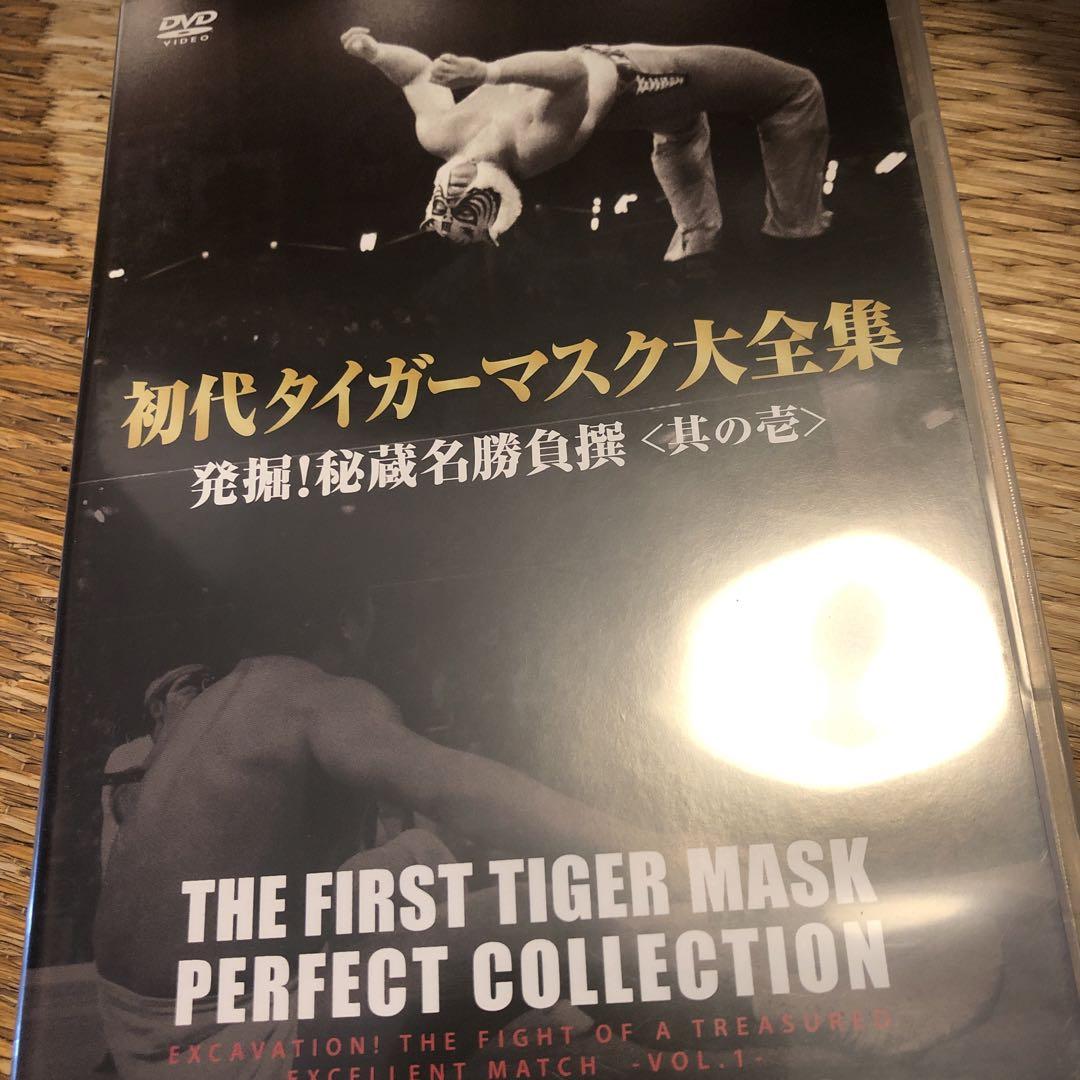 DVD
VIDEO
初代タイガーマスク大全集
発掘!秘蔵名勝負撰〈其の壱〉
THE FIRST TIGER MASK
PERFECT COLLECTION
EXCAVATION! THE FIGHT OF A TREASURED
EXCELLENT MATCH -VOL.1-